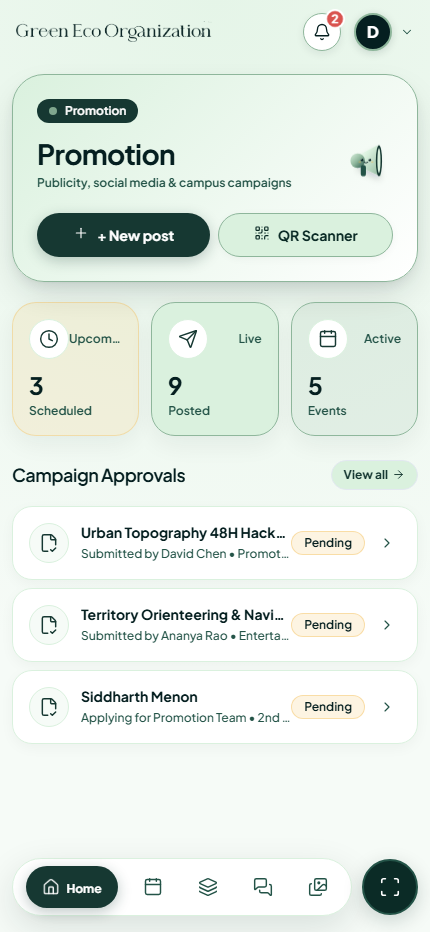 Green Eco Organization
2
D
Promotion
Promotion
Publicity, social media & campus campaigns
+ New post
QR Scanner
Upcom...
Live
Active
3
9
5
Scheduled
Posted
Events
Campaign Approvals
View all →
Urban Topography 48H Hack...
Submitted by David Chen • Promot...
Pending
Territory Orienteering & Navi...
Submitted by Ananya Rao • Enterta...
Pending
Siddharth Menon
Applying for Promotion Team • 2nd ...
Pending
Home